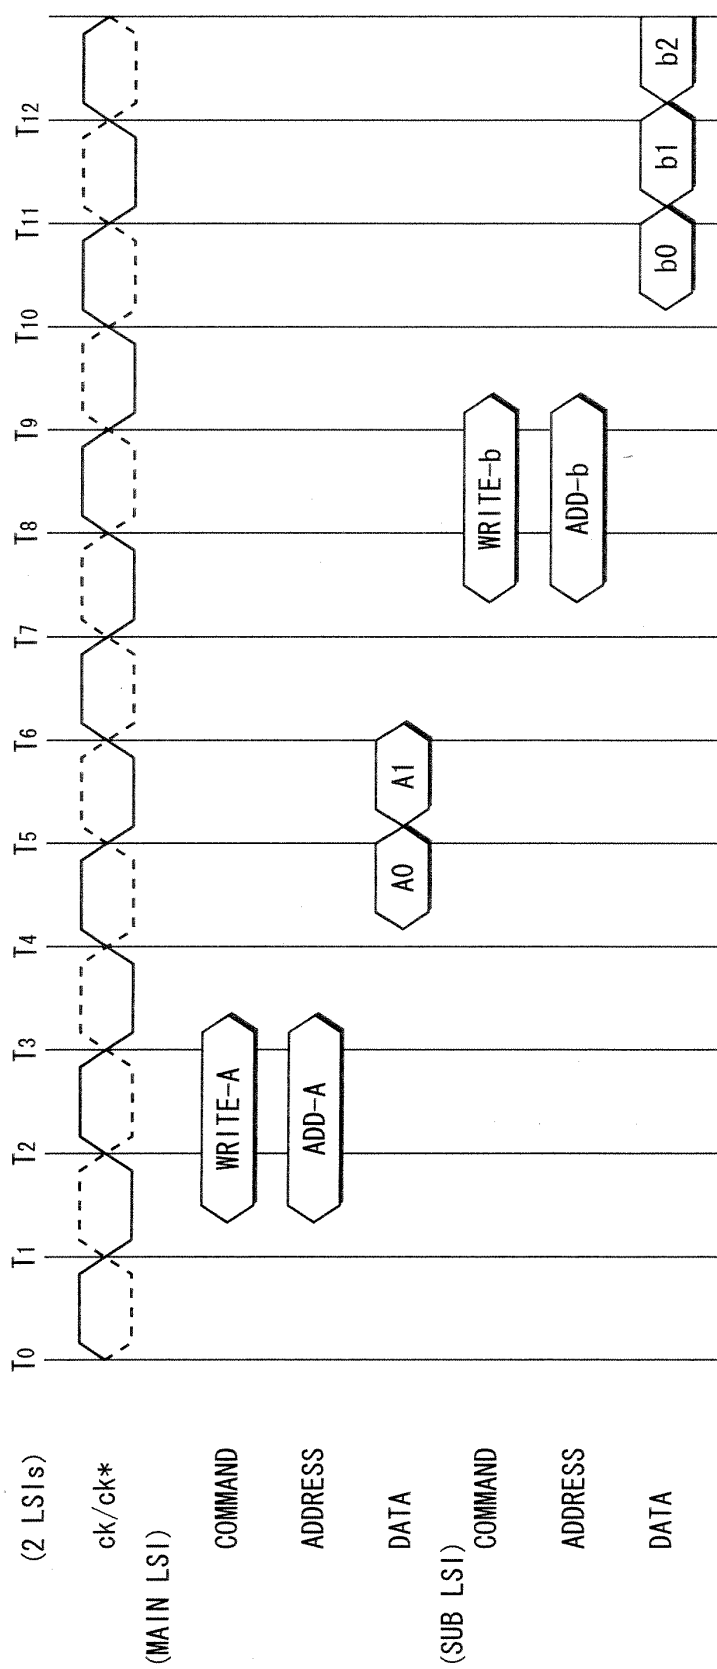 (2 LSIs)
T0 T1 T2 T3 T4 T5 T6 T7 T8 T9 T10 T11 T12
ck/ck*
(MAIN LSI)
COMMAND WRITE-A
ADDRESS ADD-A
DATA A0 A1
(SUB LSI)
COMMAND WRITE-b
ADDRESS ADD-b
DATA b0 b1 b2